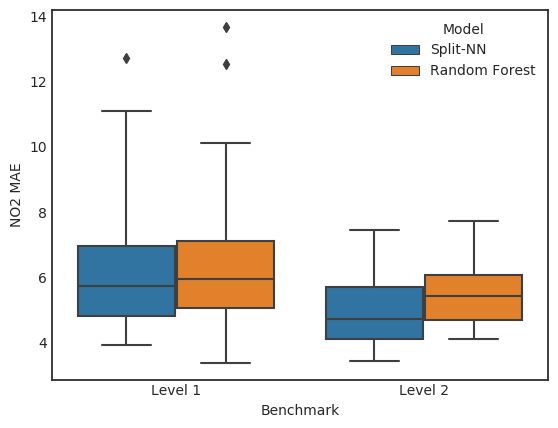 14
12
10
8
6
4
NO2 MAE
Model
Split-NN
Random Forest
Level 1
Level 2
Benchmark